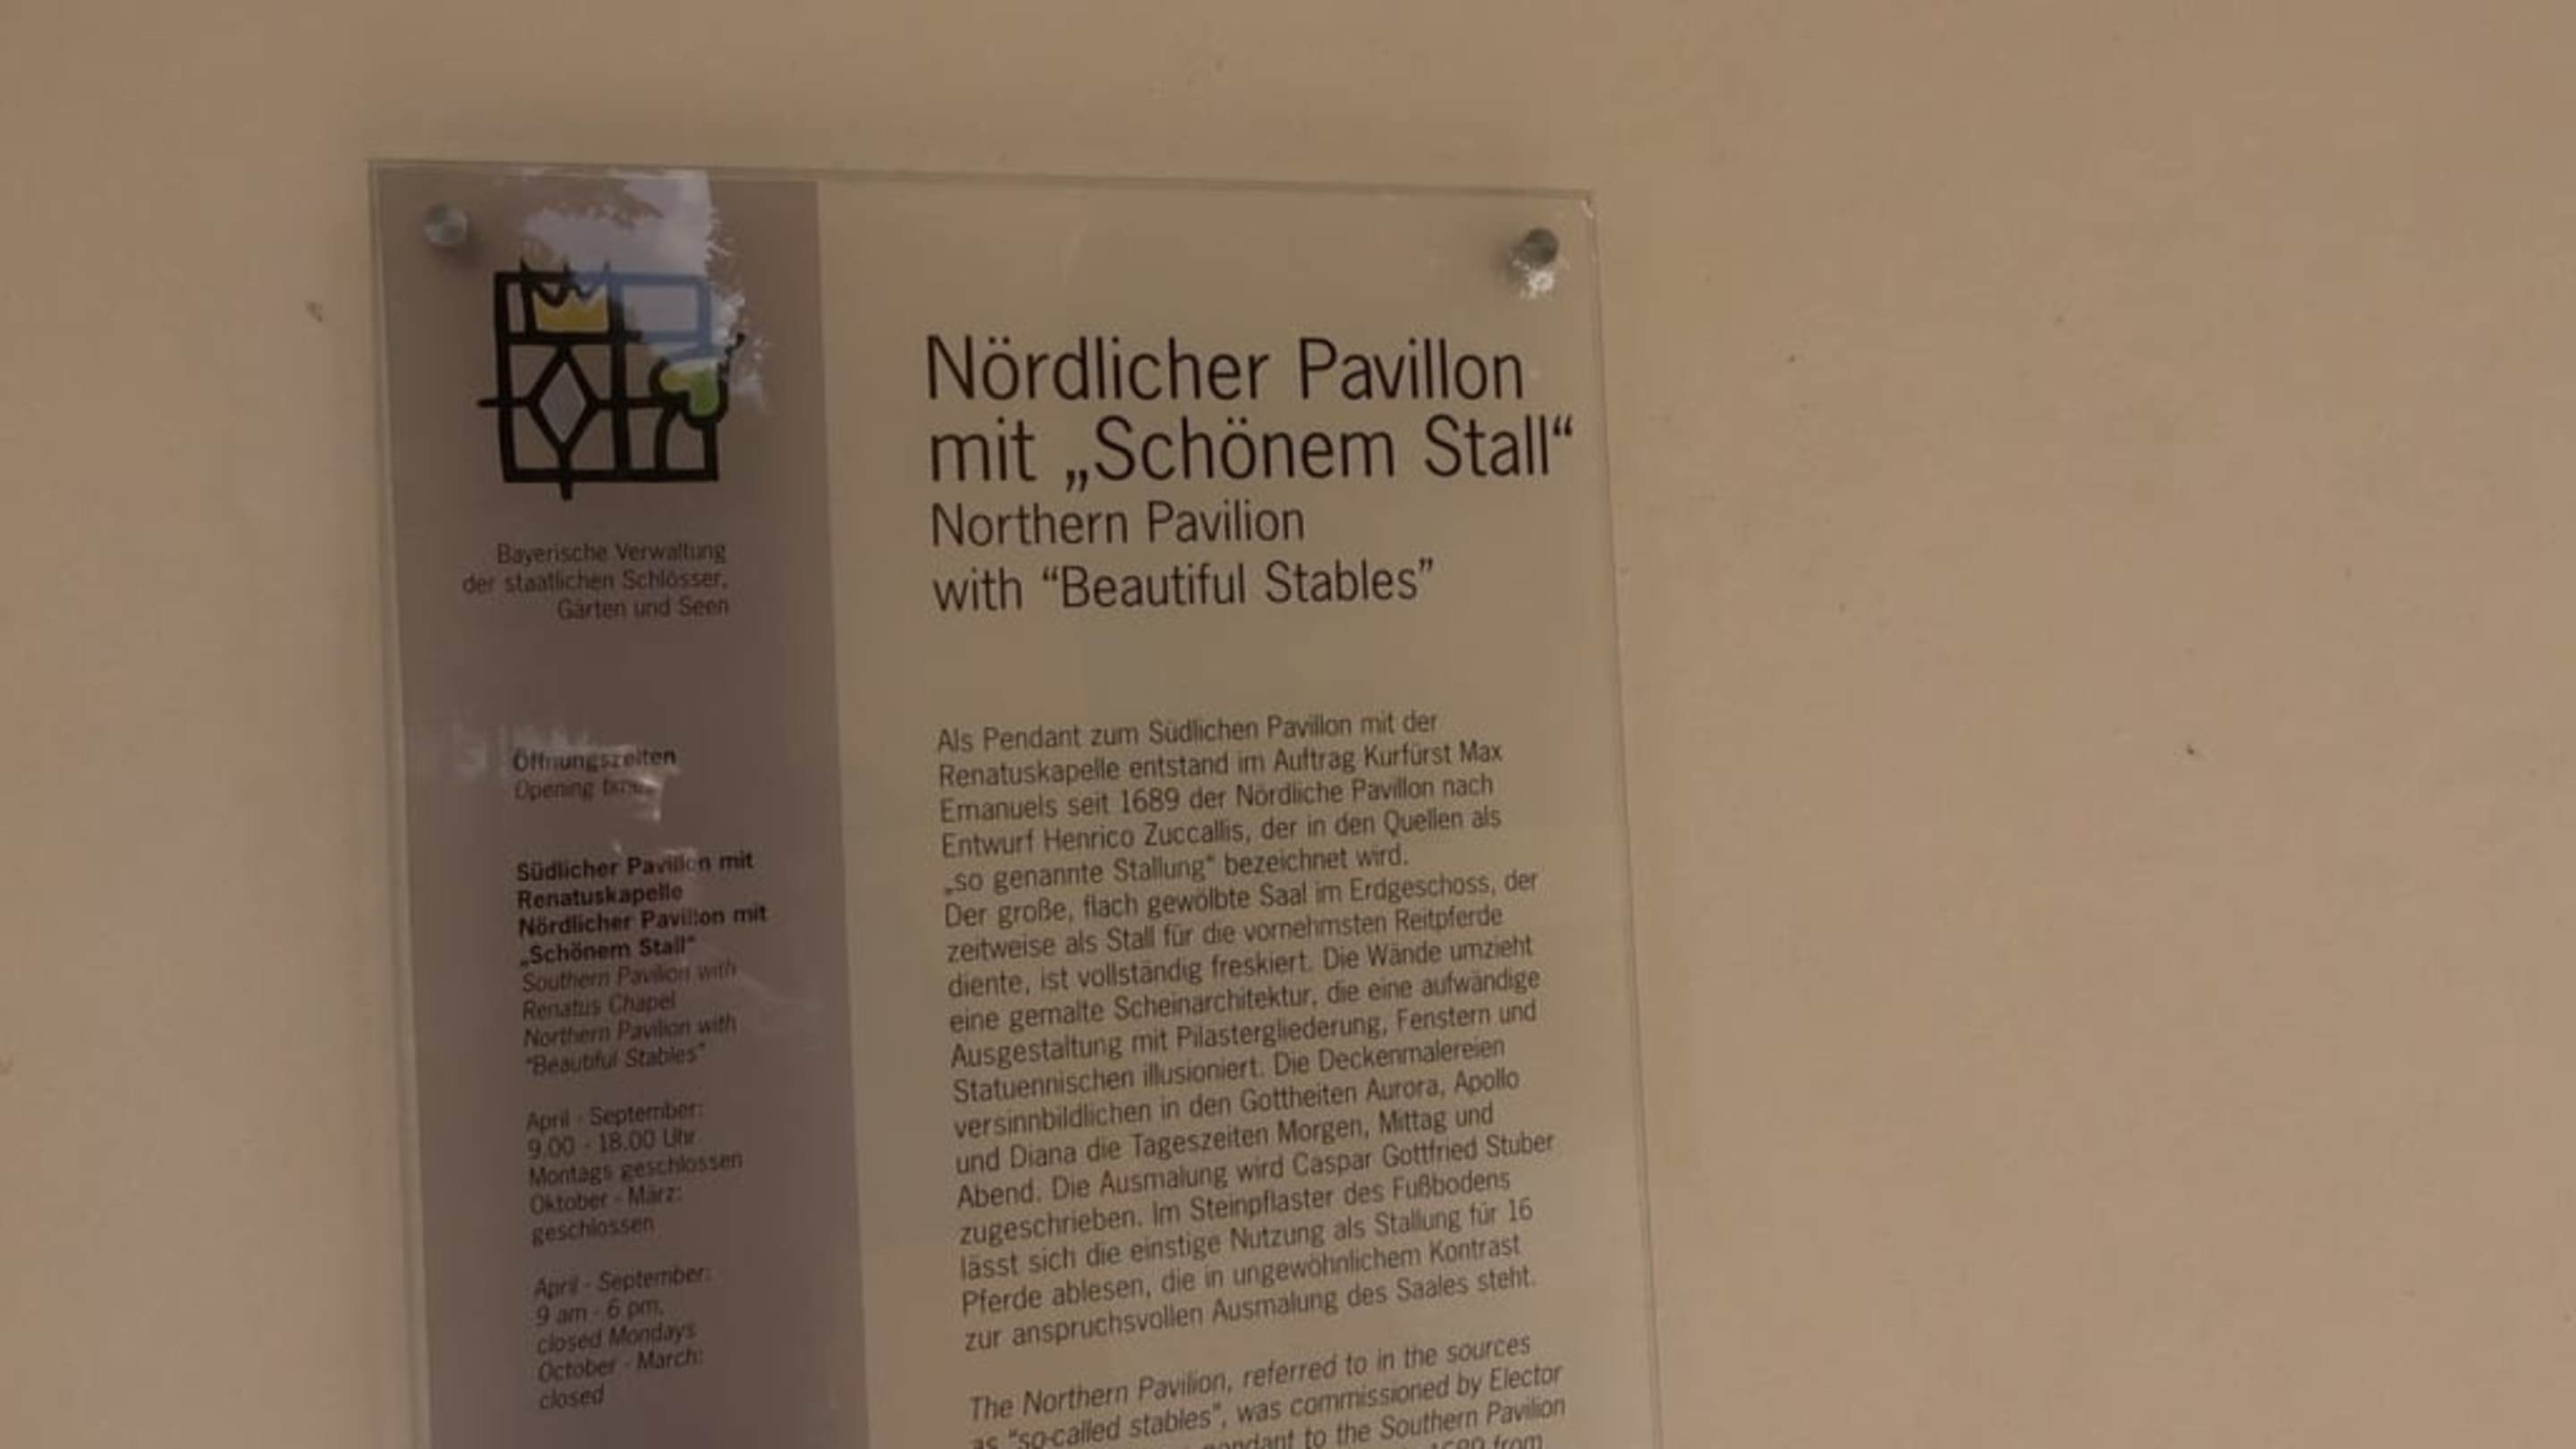 Bayerische Verwaltung
der staatlichen Schlösser,
Gärten und Seen
Öffnungszeiten
Opening
Südlicher Pavillon mit
Renatuskapelle
Nördlicher Pavillon mit
„Schönem Stall“
Southern Pavilion with
Renatus Chapel
Northern Pavilion with
"Beautiful Stables"
April - September:
9.00 - 18.00 Uhr
Montags geschlossen
Oktober - März:
geschlossen
April - September:
9 am - 6 pm,
closed Mondays
October - March:
closed
Nördlicher Pavillon
mit „Schönem Stall“
Northern Pavilion
with “Beautiful Stables”
Als Pendant zum Südlichen Pavillon mit der
Renatuskapelle entstand im Auftrag Kurfürst Max
Emanuels seit 1689 der Nördliche Pavillon nach
Entwurf Henrico Zuccallis, der in den Quellen als
„so genannte Stallung“ bezeichnet wird.
Der große, flach gewölbte Saal im Erdgeschoss, der
zeitweise als Stall für die vornehmsten Reitpferde
diente, ist vollständig freskiert. Die Wände umzieht
eine gemalte Scheinarchitektur, die eine aufwändige
Ausgestaltung mit Pilastergliederung, Fenstern und
Statuennischen illusioniert. Die Deckenmalereien
versinnbildlichen in den Gottheiten Aurora, Apollo
und Diana die Tageszeiten Morgen, Mittag und
Abend. Die Ausmalung wird Caspar Gottfried Stuber
zugeschrieben. Im Steinpflaster des Fußbodens
lässt sich die einstige Nutzung als Stallung für 16
Pferde ablesen, die in ungewöhnlichem Kontrast
zur anspruchsvollen Ausmalung des Saales steht.
The Northern Pavilion, referred to in the sources
as "so-called stables", was commissioned by Elector
to the Southern Pavilion
from